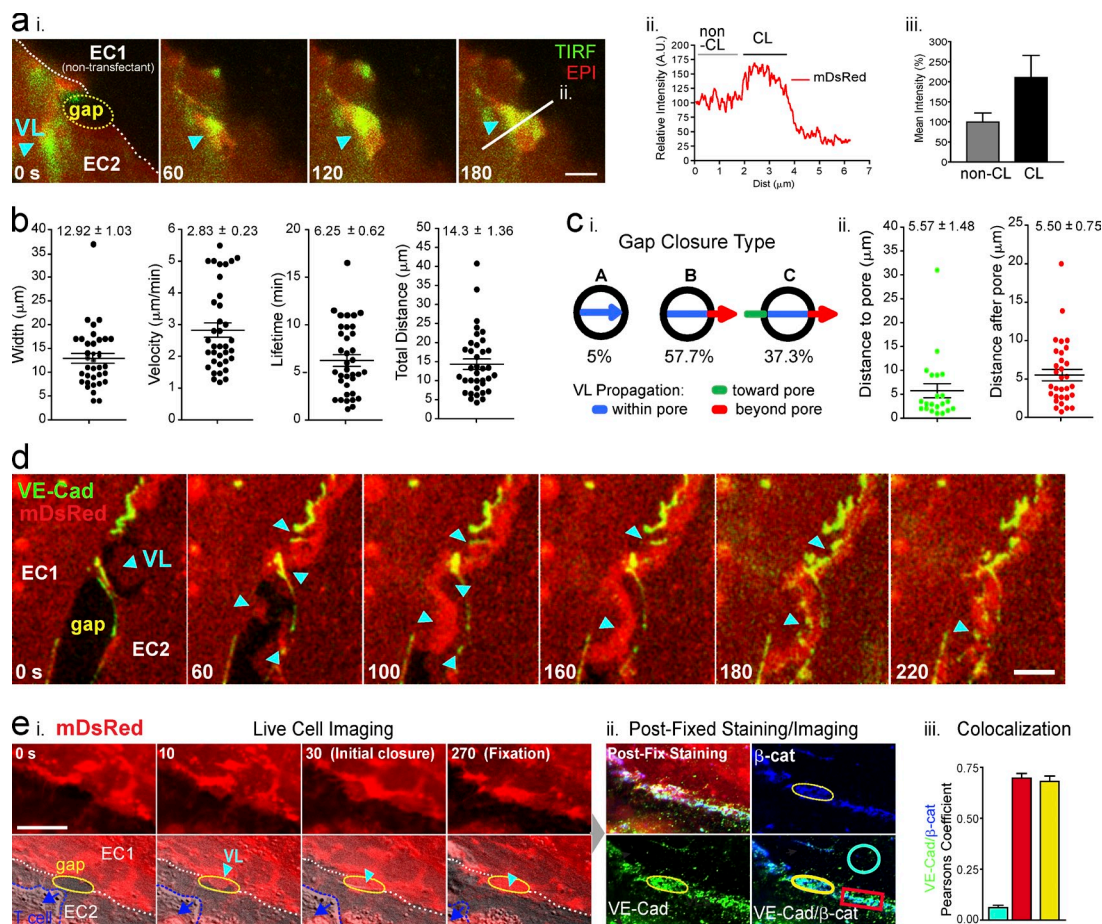 a i.
EC1
(non-transfectant)
gap
VL
EC2
0 s
60
120
180
TIRF
EPI
ii.
ii.
Relative Intensity (A.U.)
175
150
125
100
75
50
25
0
non
-CL
CL
mDsRed
0 1 2 3 4 5 6 7
Dist (μm)
iii.
Mean Intensity (%)
300
250
200
150
100
50
0
non-CL CL
b
12.92 ± 1.03
Width (μm)
40
35
30
25
20
15
10
5
0
2.83 ± 0.23
Velocity (μm/min)
6
5
4
3
2
1
0
6.25 ± 0.62
Lifetime (min)
20
15
10
5
0
14.3 ± 1.36
Total Distance (μm)
50
40
30
20
10
0
c i.
Gap Closure Type
A B C
5% 57.7% 37.3%
VL Propagation:
toward pore
within pore
beyond pore
ii.
5.57 ± 1.48
Distance to pore (μm)
40
30
20
10
0
5.50 ± 0.75
Distance after pore (μm)
25
20
15
10
5
0
d
VE-Cad
mDsRed
VL
EC1
gap
EC2
0 s
60
100
160
180
220
e i. mDsRed Live Cell Imaging
0 s
10
30 (Initial closure)
270 (Fixation)
gap
EC1
VL
T cell
EC2
ii. Post-Fixed Staining/Imaging
Post-Fix Staining
β-cat
VE-Cad
VE-Cad/β-cat
iii. Colocalization
VE-Cad/β-cat
Pearsons Coefficient
0.75
0.50
0.25
0.00